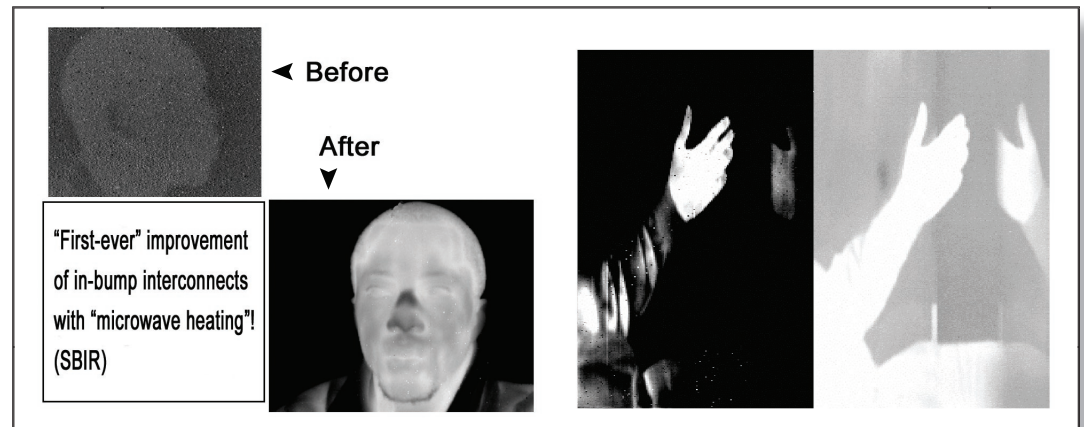 Before
After
“First-ever” improvement
of in-bump interconnects
with “microwave heating”!
(SBIR)